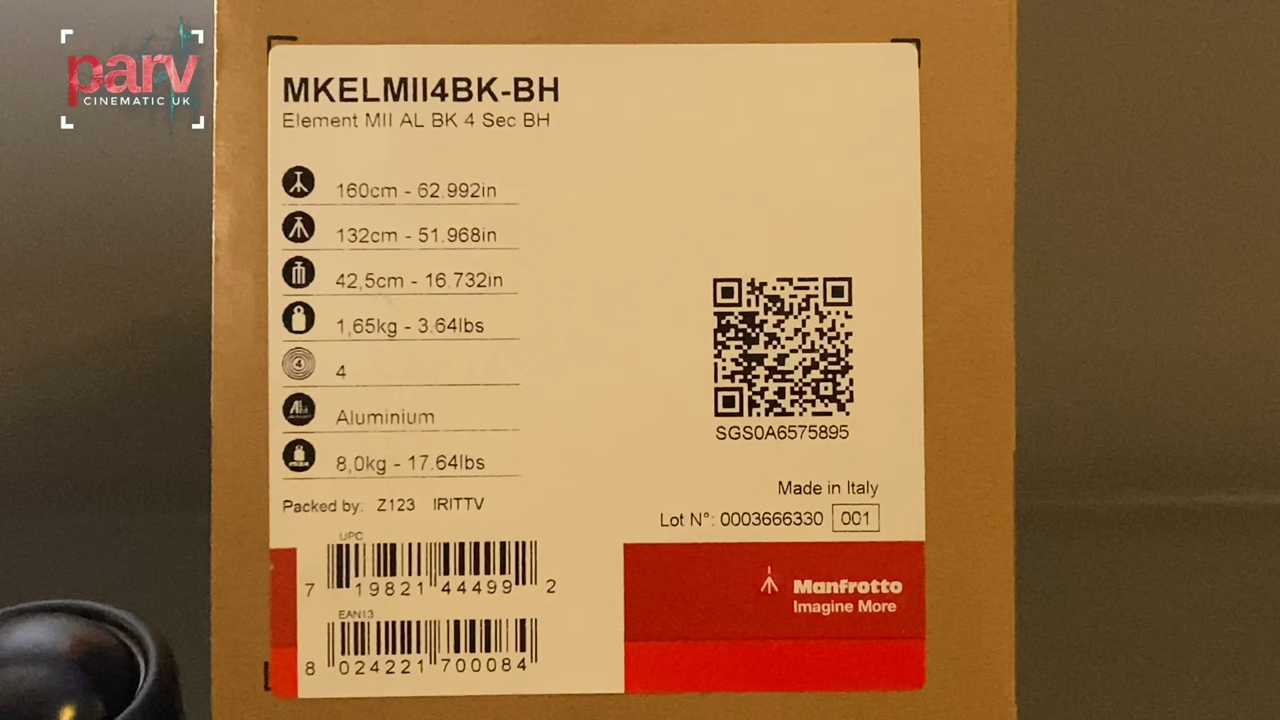 parv
CINEMATIC UK
MKELMII4BK-BH
Element MII AL BK 4 Sec BH
160cm - 62.992in
132cm - 51.968in
42,5cm - 16.732in
1,65kg - 3.64lbs
4
4
Aluminium
8,0kg - 17.64lbs
max
SGS0A6575895
Made in Italy
Packed by: Z123 IRITTV
Lot N°: 0003666330 001
UPC
7 19821 44499 2
EAN13
8 024221 700084
Manfrotto
Imagine More